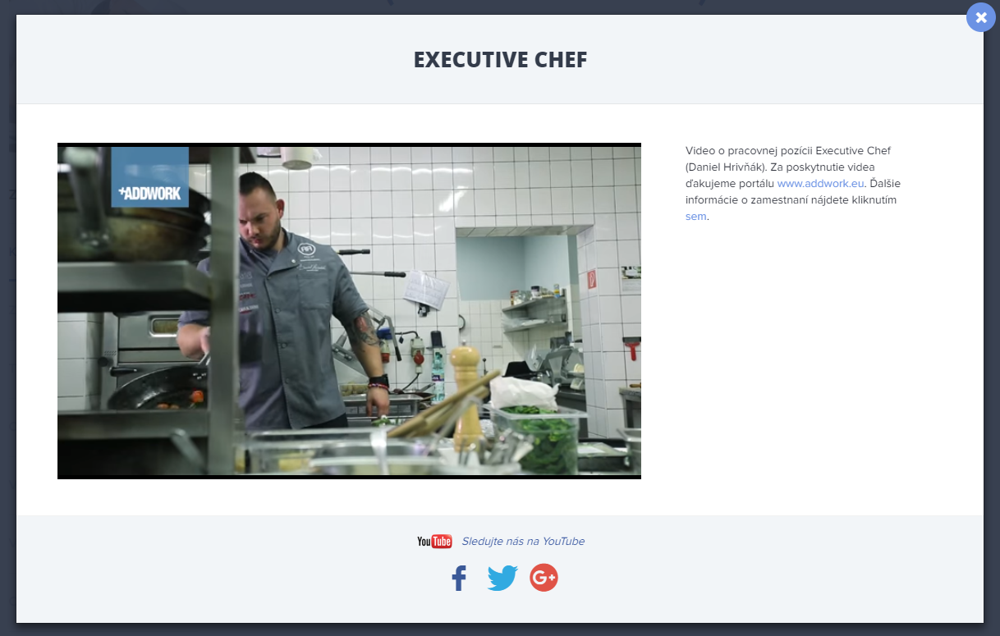 EXECUTIVE CHEF
+ADDWORK
Video o pracovnej pozícii Executive Chef
(Daniel Hrivňák). Za poskytnutie videa
ďakujeme portálu www.addwork.eu. Ďalšie
informácie o zamestnaní nájdete kliknutím
sem.
YouTube Sledujte nás na YouTube
f
G+